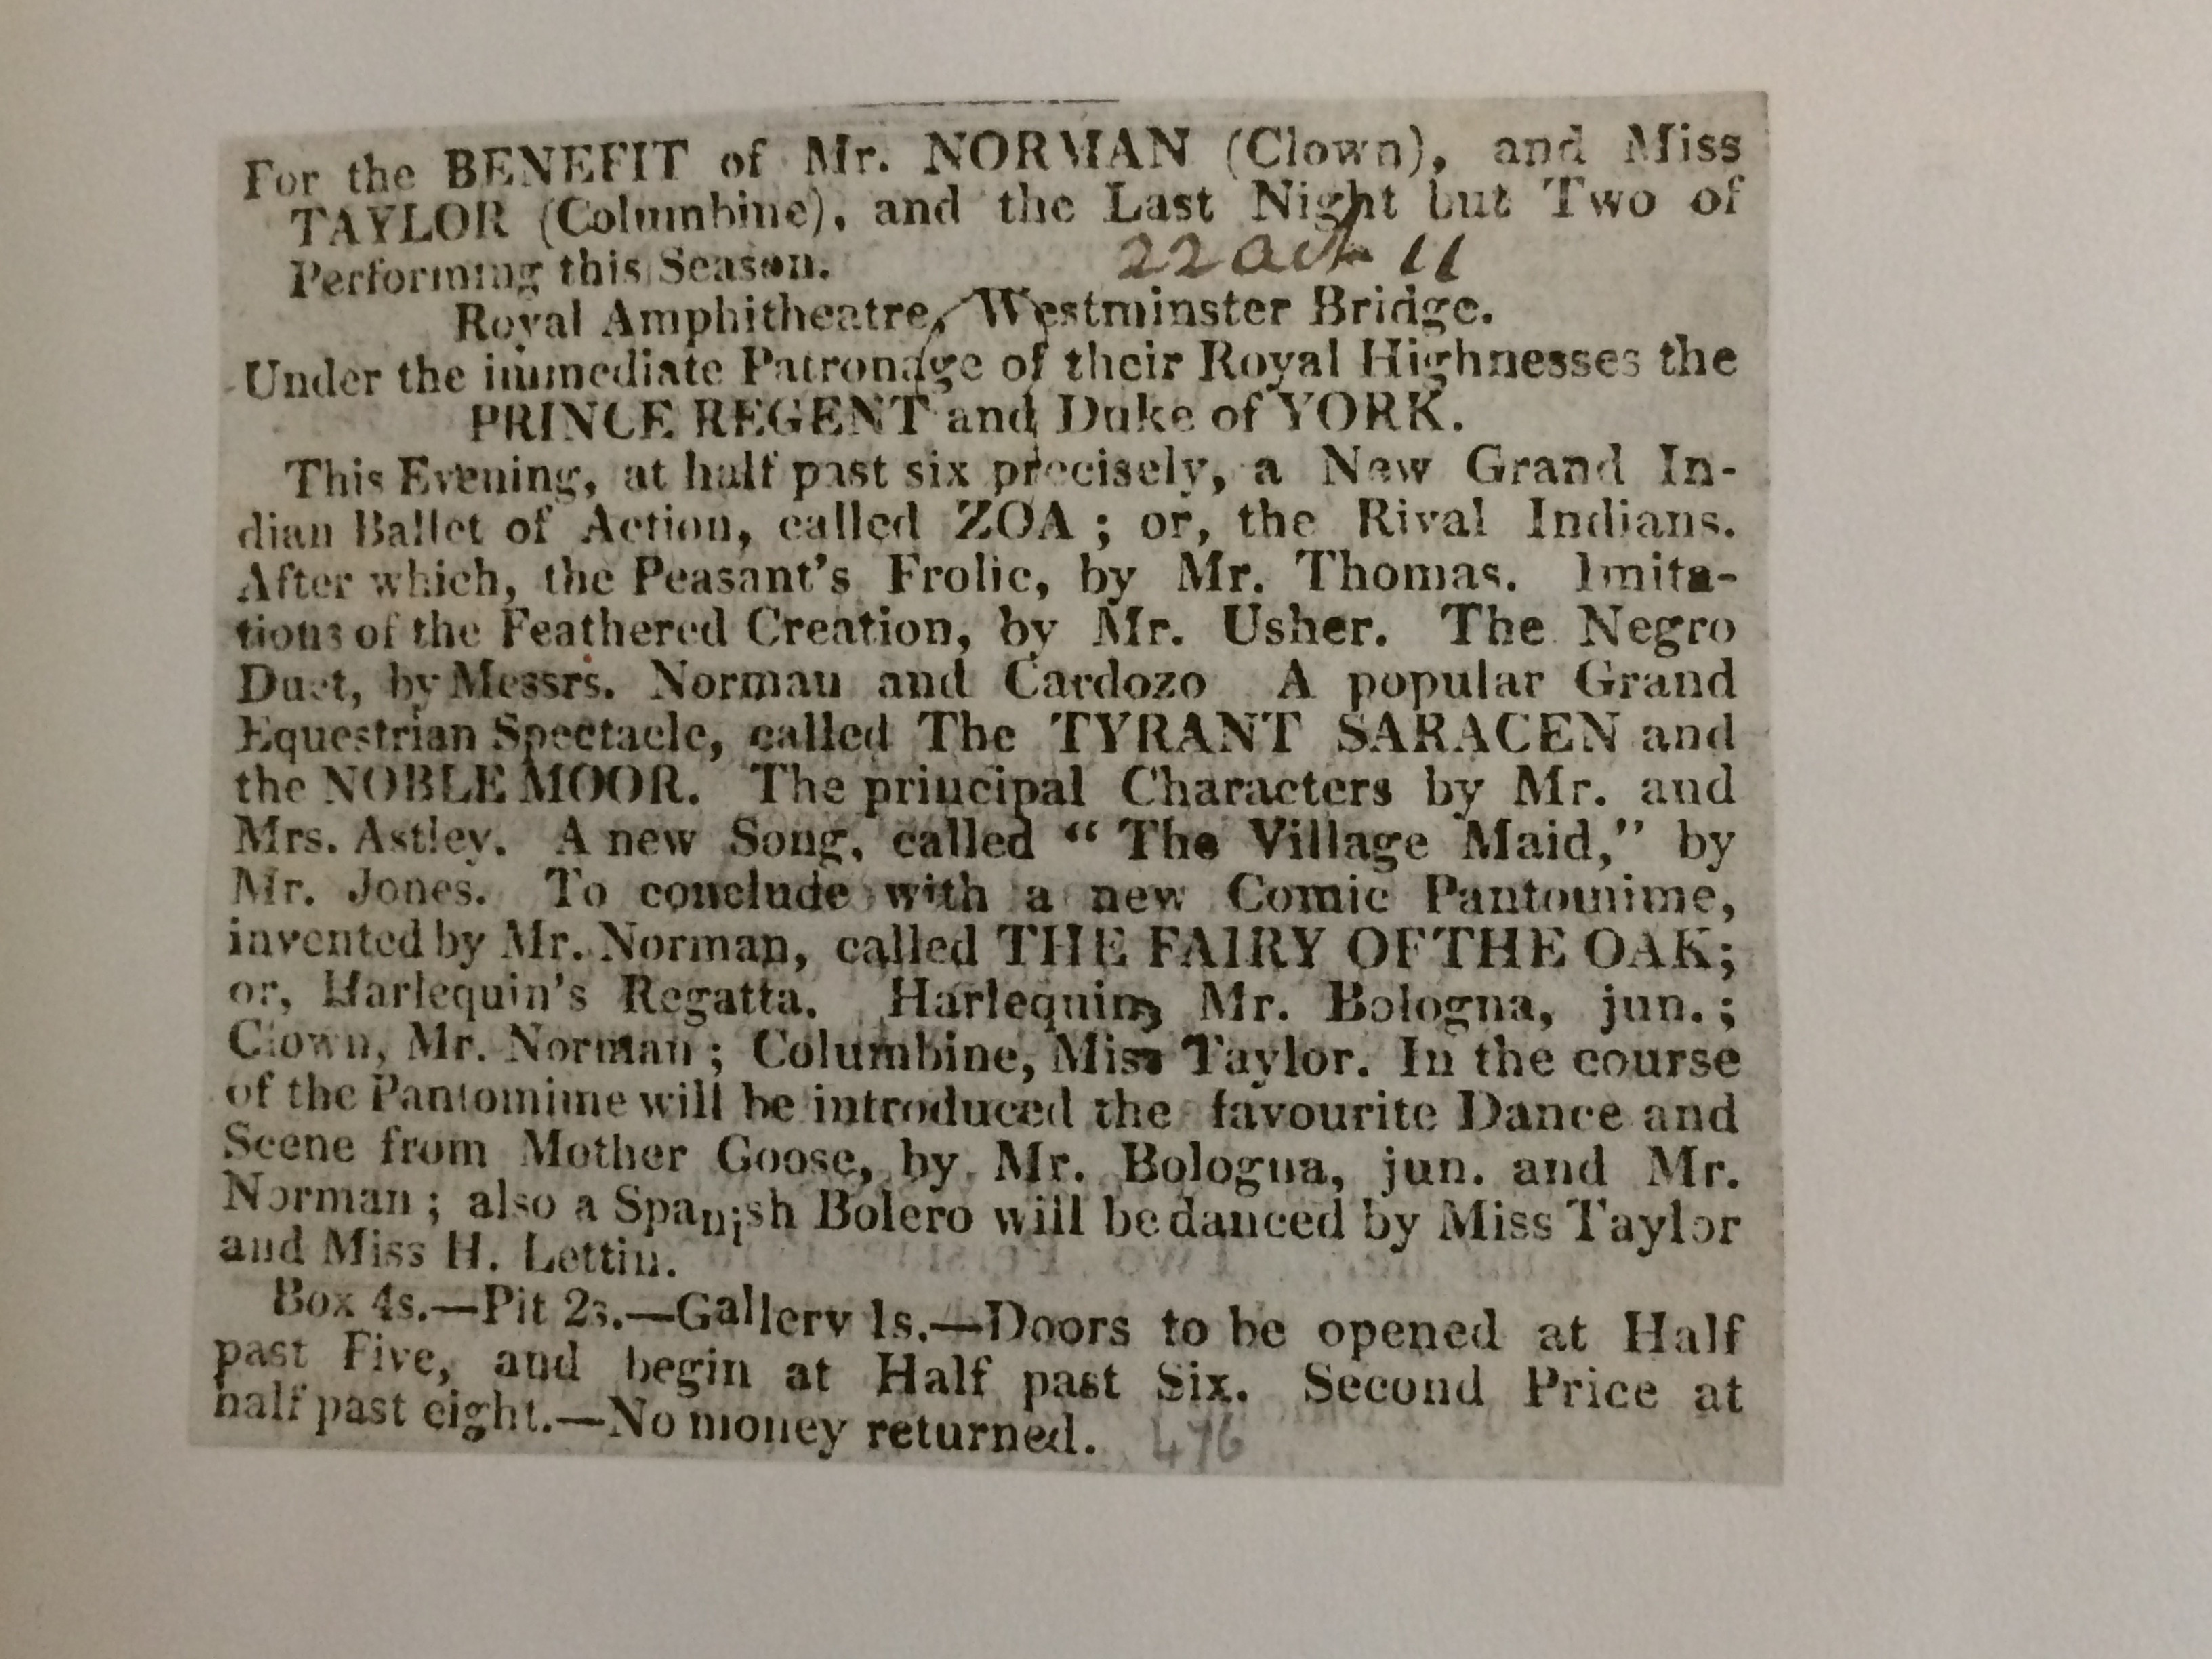 For the BENEFIT of Mr. NORMAN (Clown), and Miss
TAYLOR (Columbine), and the Last Night but Two of
Performing this Season.
22 Oct 11
Royal Amphitheatre, Westminster Bridge.
Under the immediate Patronage of their Royal Highnesses the
PRINCE REGENT and Duke of YORK.
This Evening, at half past six precisely, a New Grand In-
dian Ballet of Action, called ZOA ; or, the Rival Indians.
After which, the Peasant's Frolic, by Mr. Thomas. Imita-
tions of the Feathered Creation, by Mr. Usher. The Negro
Duet, by Messrs. Norman and Cardozo A popular Grand
Equestrian Spectacle, called The TYRANT SARACEN and
the NOBLE MOOR. The principal Characters by Mr. and
Mrs. Astley. A new Song, called “ The Village Maid,” by
Mr. Jones. To conclude with a new Comic Pantomime,
invented by Mr. Norman, called THE FAIRY OF THE OAK;
or, Harlequin's Regatta. Harlequin, Mr. Bologna, jun. ;
Clown, Mr. Norman ; Columbine, Miss Taylor. In the course
of the Pantomime will be introduced the favourite Dance and
Scene from Mother Goose, by Mr. Bologna, jun. and Mr.
Norman ; also a Spanish Bolero will be danced by Miss Taylor
and Miss H. Lettin.
Box 4s.—Pit 2s.—Gallery 1s.—Doors to be opened at Half
past Five, and begin at Half past Six. Second Price at
half past eight.—No money returned.
476